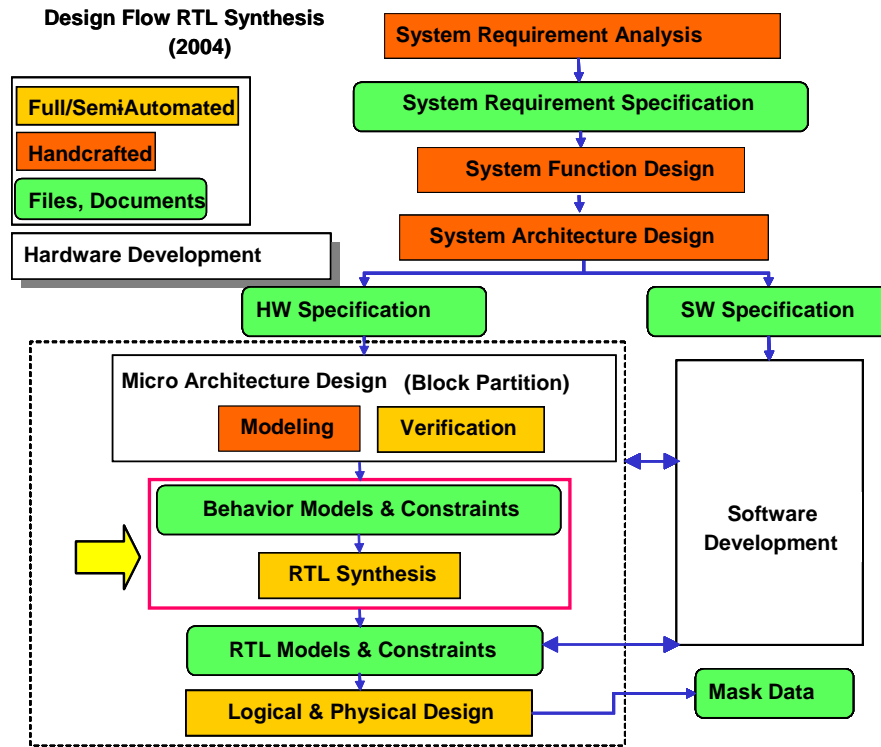 Design Flow RTL Synthesis
(2004)
System Requirement Analysis
Full/Semi-Automated
System Requirement Specification
Handcrafted
System Function Design
Files, Documents
System Architecture Design
Hardware Development
HW Specification
SW Specification
Micro Architecture Design (Block Partition)
Modeling
Verification
Behavior Models & Constraints
RTL Synthesis
Software
Development
RTL Models & Constraints
Mask Data
Logical & Physical Design